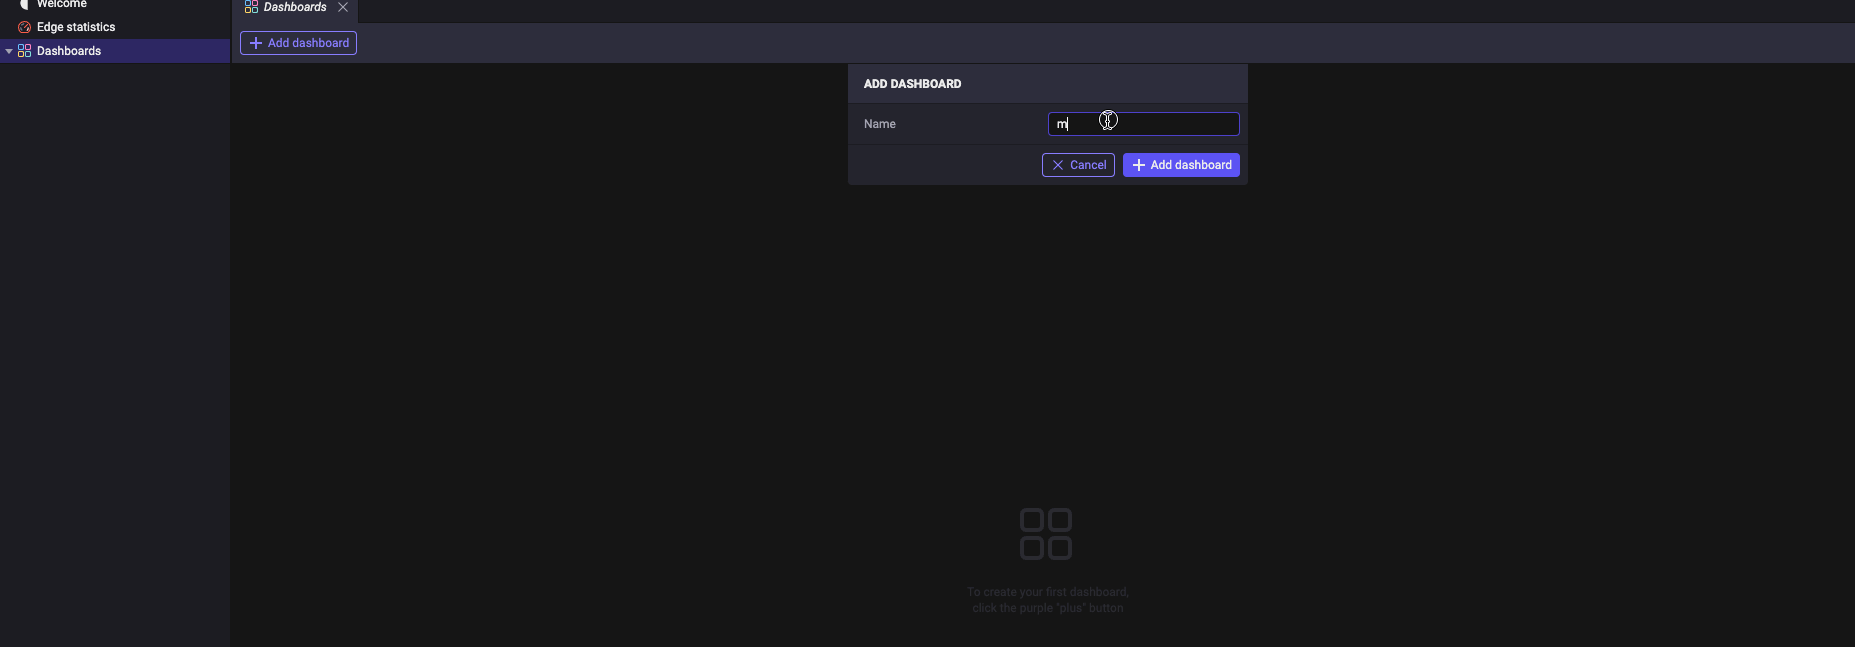 Welcome
Dashboards
Edge statistics
Dashboards
Add dashboard
ADD DASHBOARD
Name
m
Cancel
Add dashboard
To create your first dashboard,
click the purple "plus" button